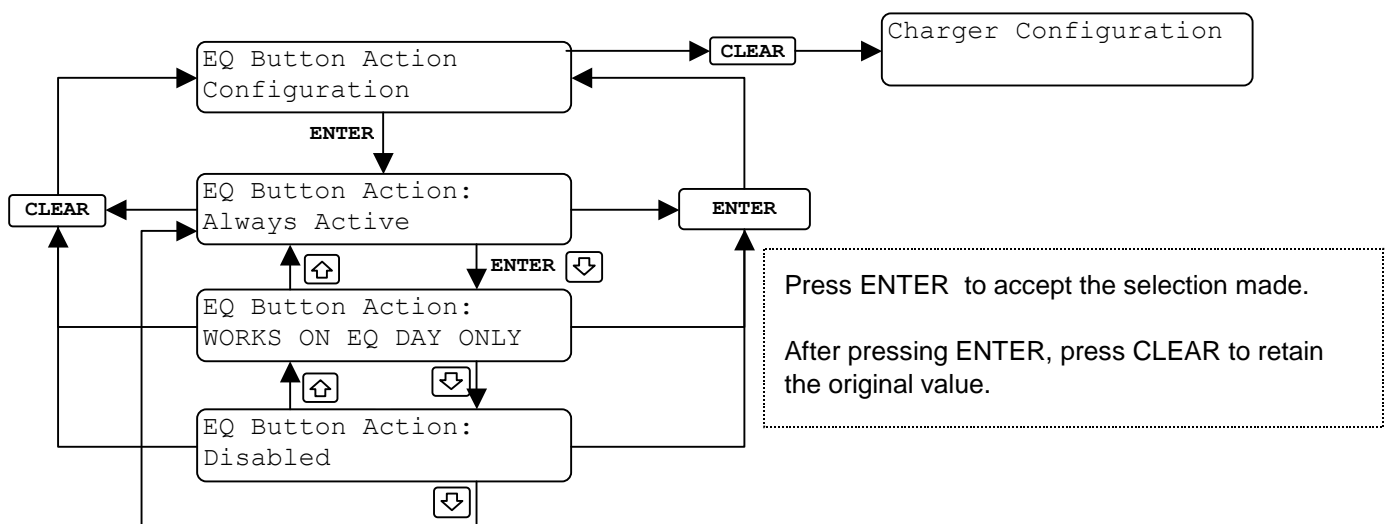 Charger Configuration
CLEAR
EQ Button Action
Configuration
ENTER
EQ Button Action:
Always Active
CLEAR
ENTER
ENTER
EQ Button Action:
WORKS ON EQ DAY ONLY
EQ Button Action:
Disabled
Press ENTER  to accept the selection made.
After pressing ENTER, press CLEAR to retain
the original value.